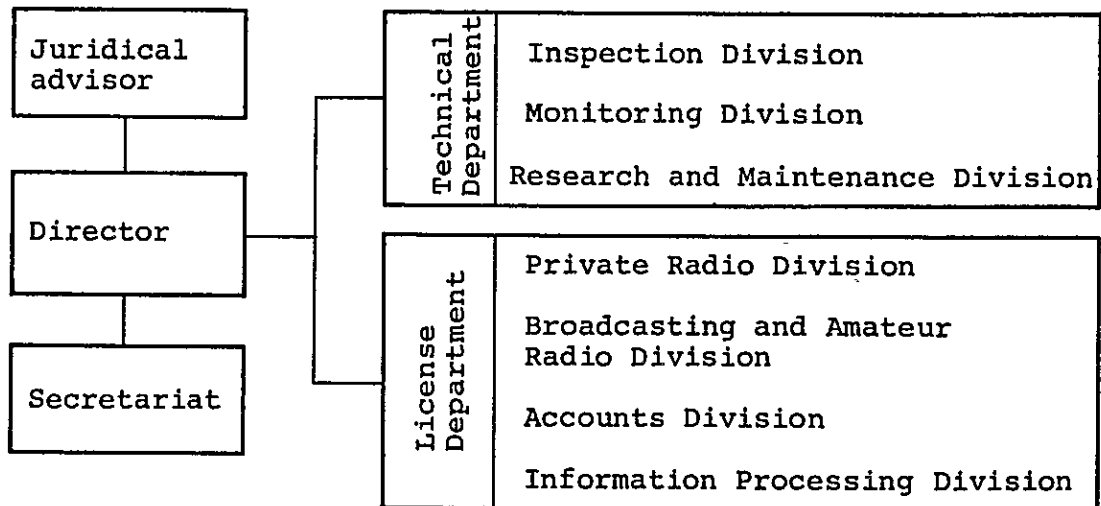 Juridical
advisor
Director
Secretariat
Technical
Department
Inspection Division
Monitoring Division
Research and Maintenance Division
License
Department
Private Radio Division
Broadcasting and Amateur
Radio Division
Accounts Division
Information Processing Division